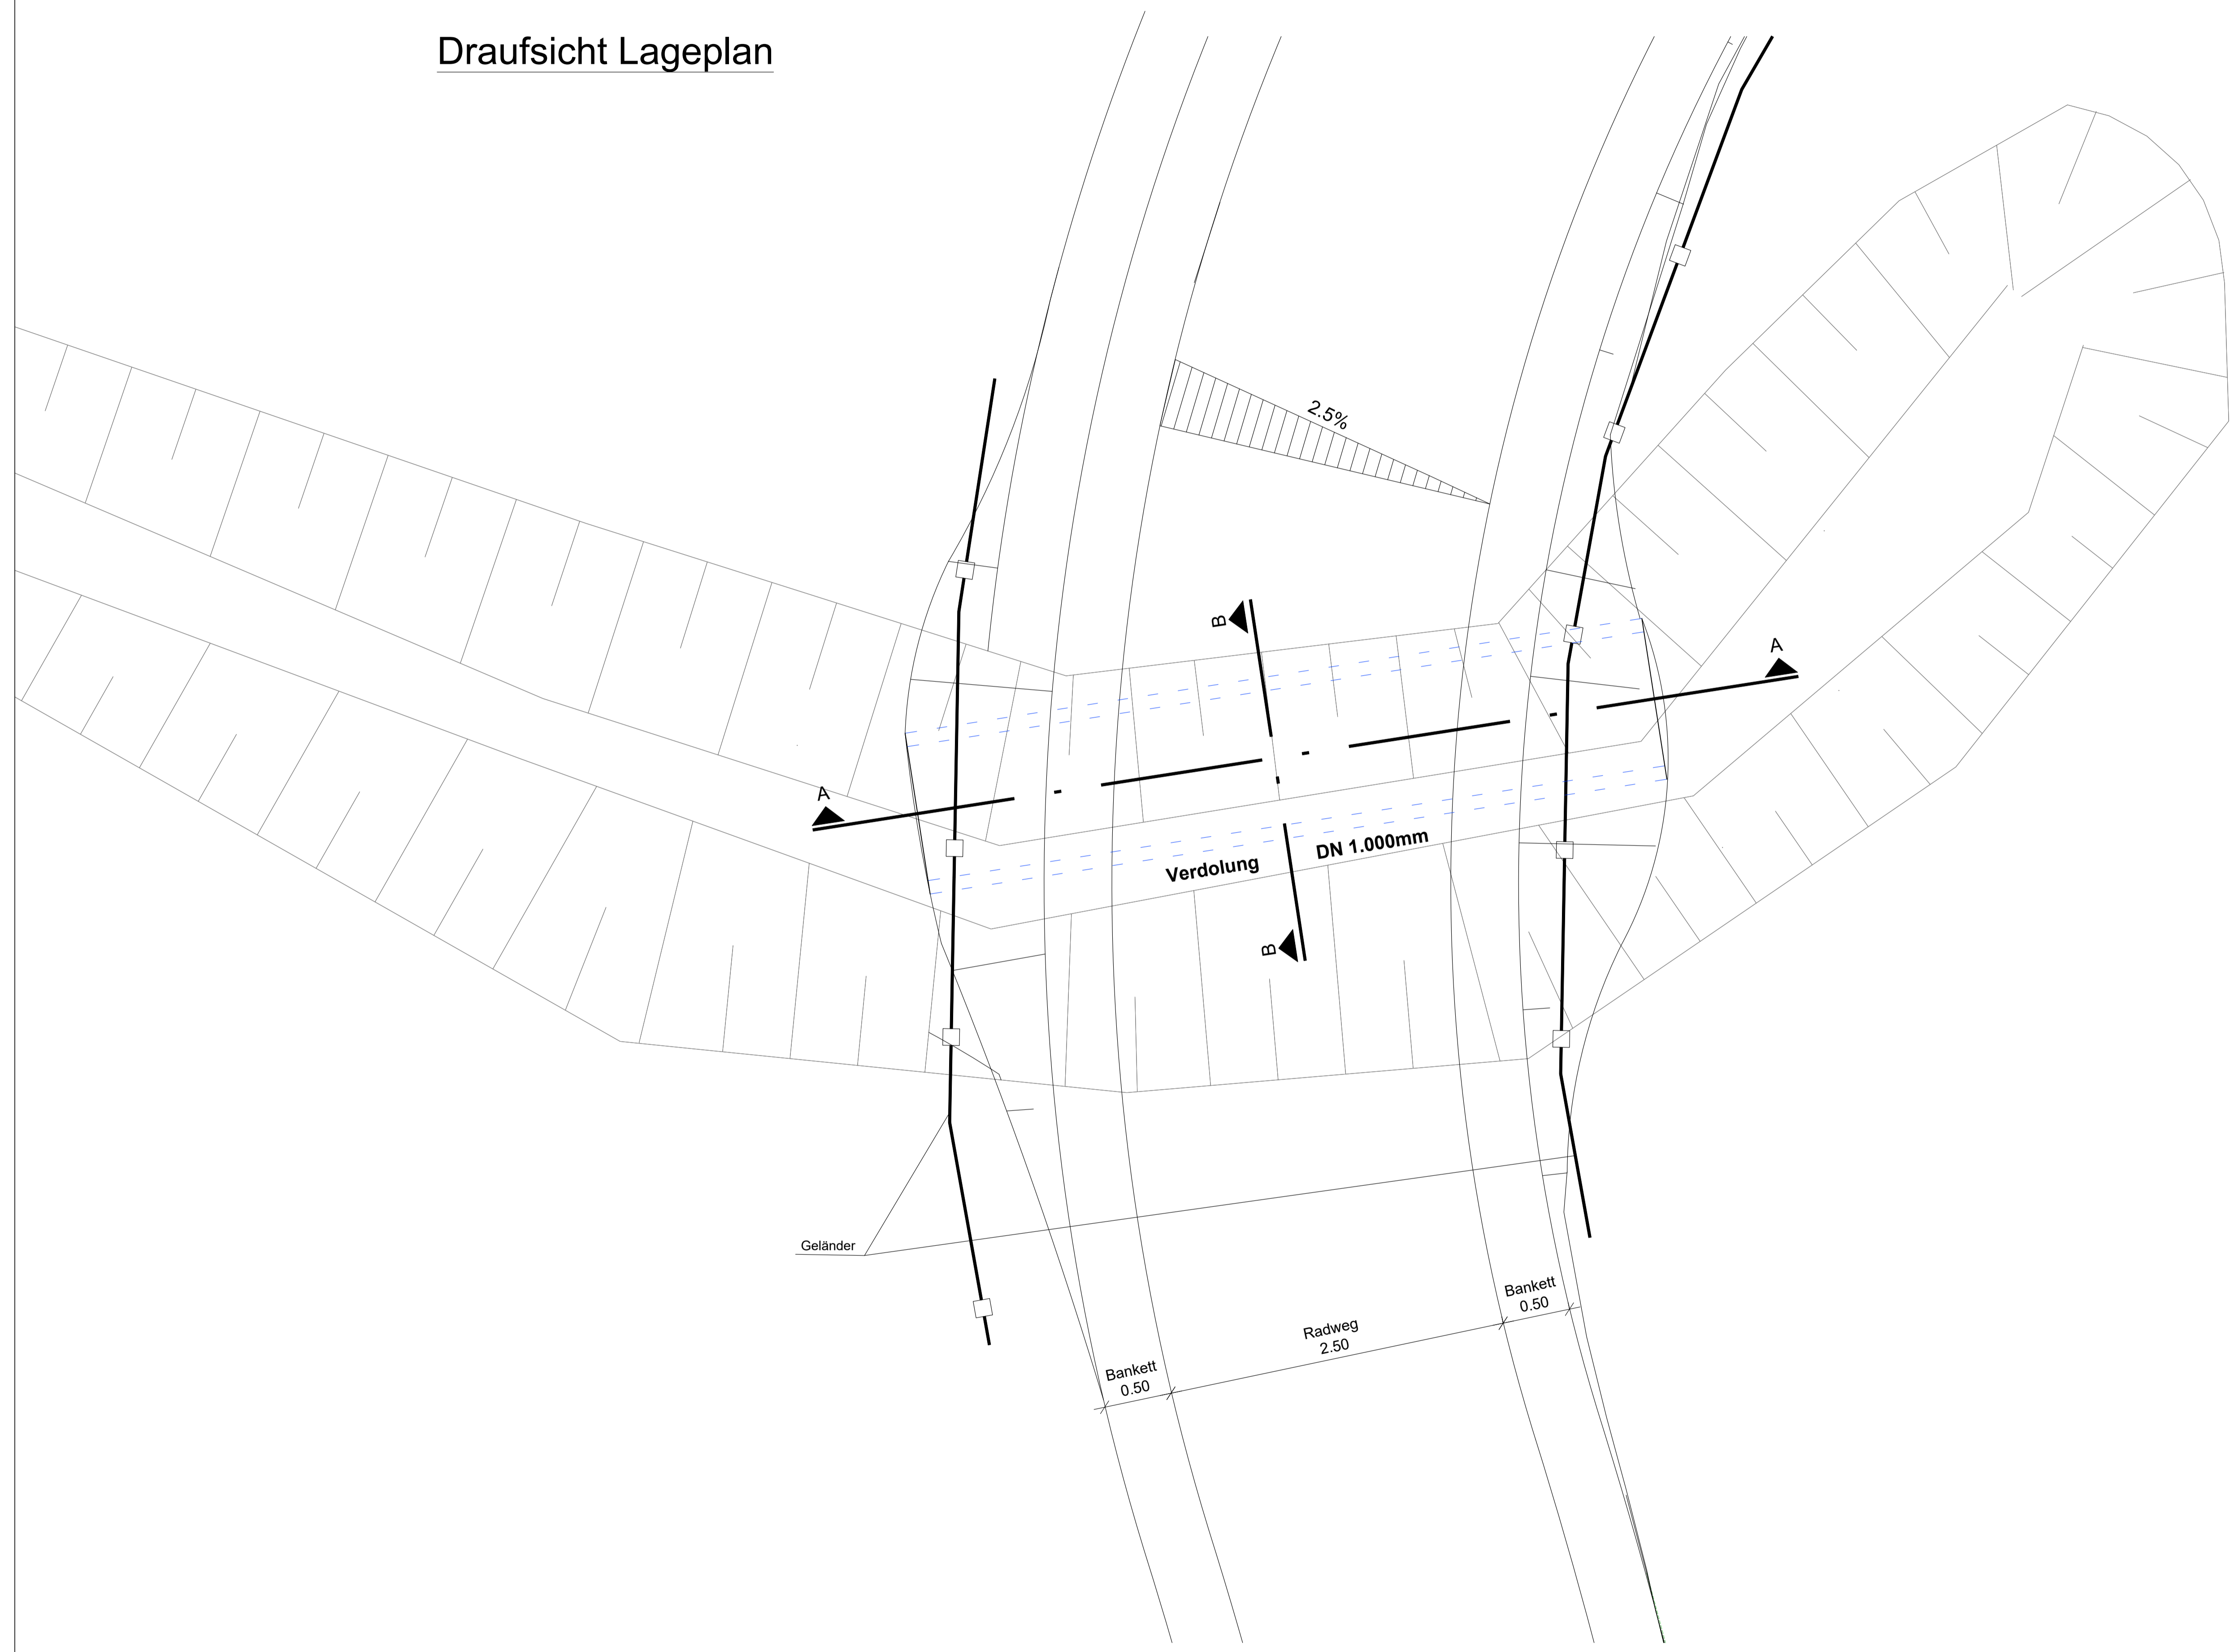 Draufsicht Lageplan
2.5%
B
A
A
DN 1.000mm
Verdolung
B
Geländer
Bankett
0.50
Radweg
2.50
Bankett
0.50